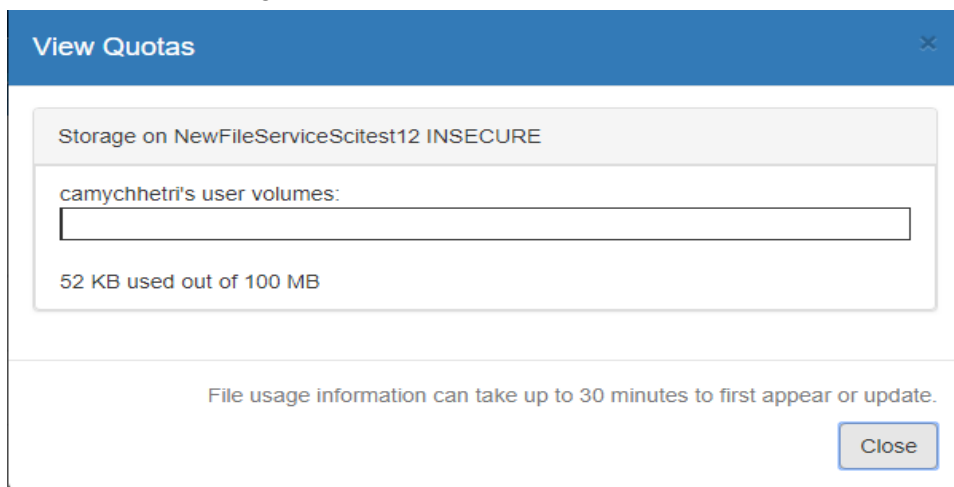 View Quotas ×
Storage on NewFileServiceScitest12 INSECURE
camychhetri's user volumes:
52 KB used out of 100 MB
File usage information can take up to 30 minutes to first appear or update.
Close